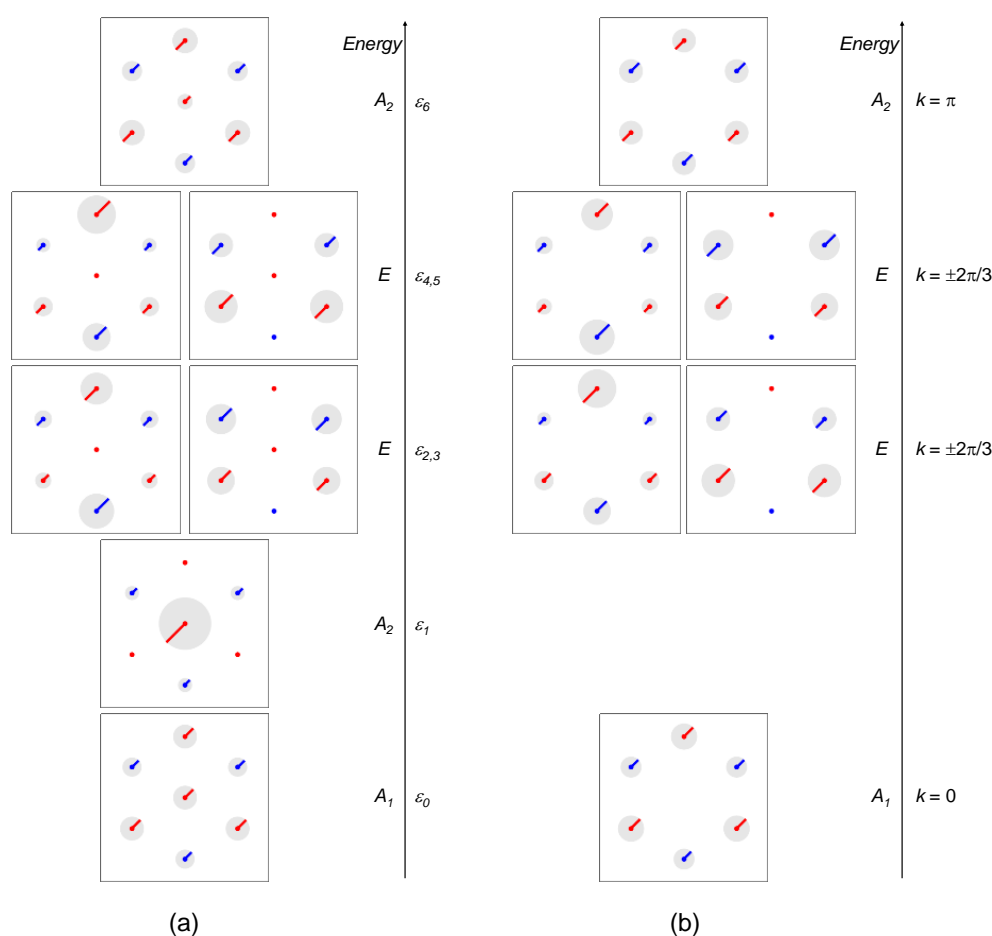 Energy
A2 ε6
E ε4,5
E ε2,3
A2 ε1
A1 ε0
(a)
Energy
A2 k = π
E k = ±2π/3
E k = ±2π/3
A1 k = 0
(b)